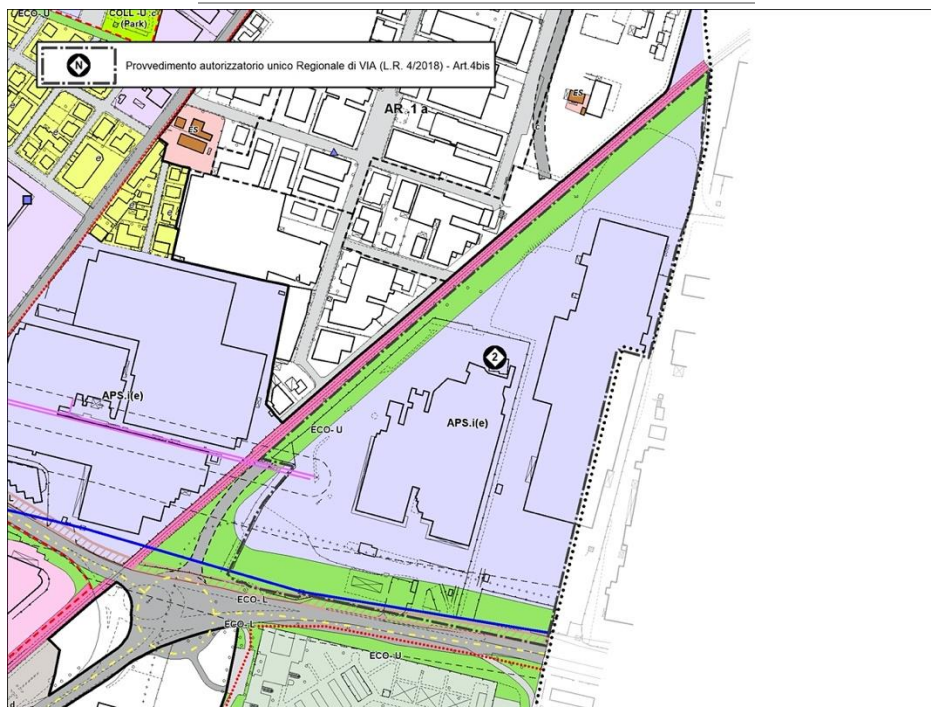 ECO-U
COLL-U c
(Park)
N
Provvedimento autorizzatorio unico Regionale di VIA (L.R. 4/2018) - Art.4bis
AR .1 a
ES
ES
e
c
d
2
APS.i(e)
APS.i(e)
ECO-U
ECO-L
ECO-L
ECO-U
d